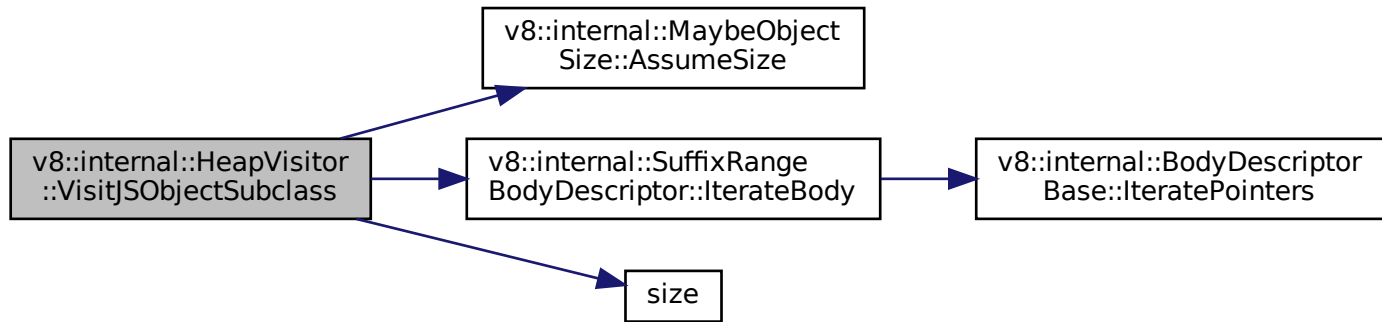 v8::internal::MaybeObject
Size::AssumeSize
v8::internal::HeapVisitor
::VisitJSObjectSubclass
v8::internal::SuffixRange
BodyDescriptor::IterateBody
v8::internal::BodyDescriptor
Base::IteratePointers
size